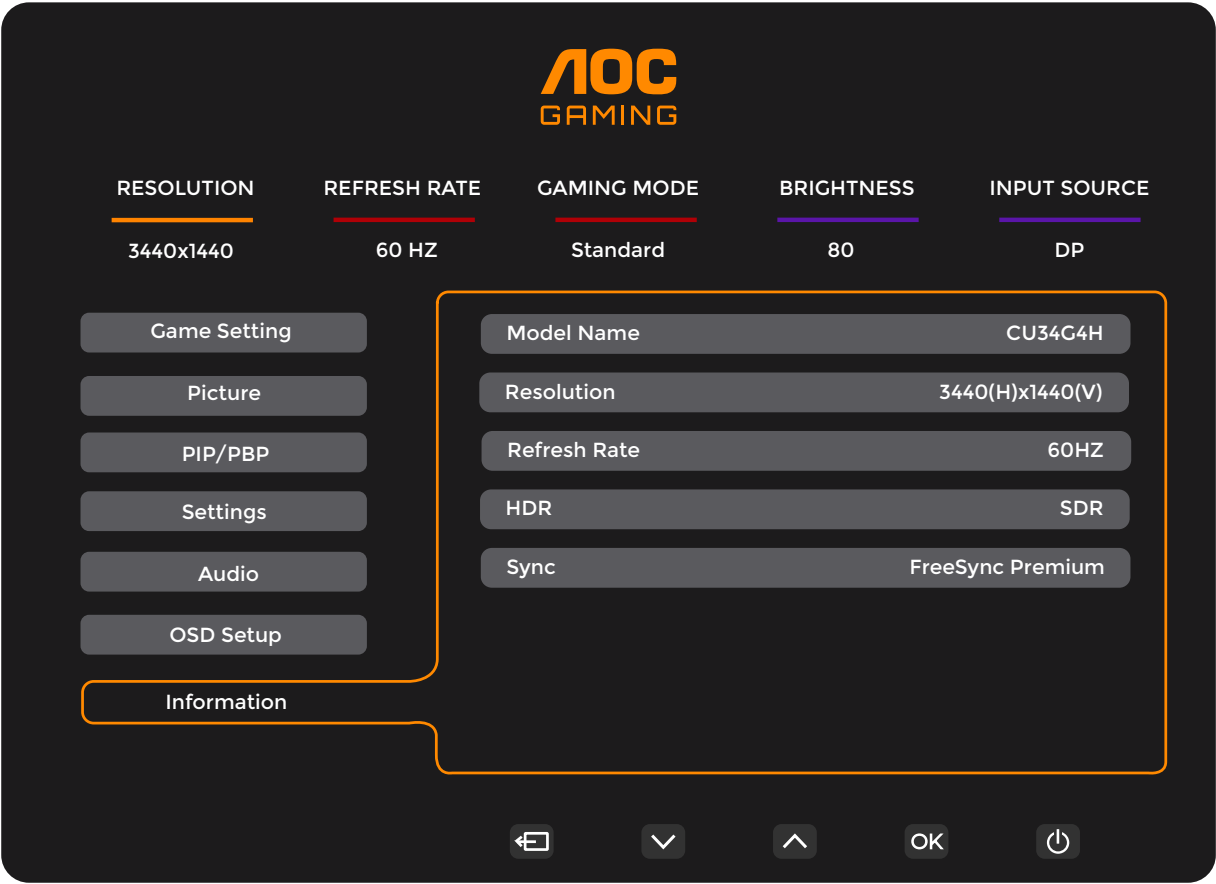 AOC
GAMING
RESOLUTION REFRESH RATE GAMING MODE BRIGHTNESS INPUT SOURCE
3440x1440 60 HZ Standard 80 DP
Game Setting
Picture
PIP/PBP
Settings
Audio
OSD Setup
Information
Model Name CU34G4H
Resolution 3440(H)x1440(V)
Refresh Rate 60HZ
HDR SDR
Sync FreeSync Premium
OK